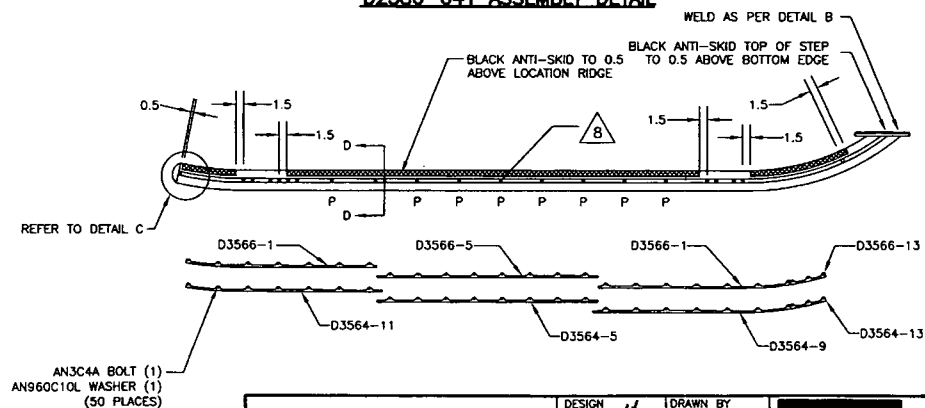 D2580-041 ASSEMBLY DETAIL
WELD AS PER DETAIL B
BLACK ANTI-SKID TO 0.5
ABOVE LOCATION RIDGE
BLACK ANTI-SKID TOP OF STEP
TO 0.5 ABOVE BOTTOM EDGE
0.5
1.5
1.5
1.5
1.5
1.5
8
D
D
P P P P P P P P
REFER TO DETAIL C
D3566-1
D3566-5
D3566-1
D3566-13
D3564-11
D3564-5
D3564-9
D3564-13
AN3C4A BOLT (1)
AN960C10L WASHER (1)
(50 PLACES)
DESIGN
DRAWN BY